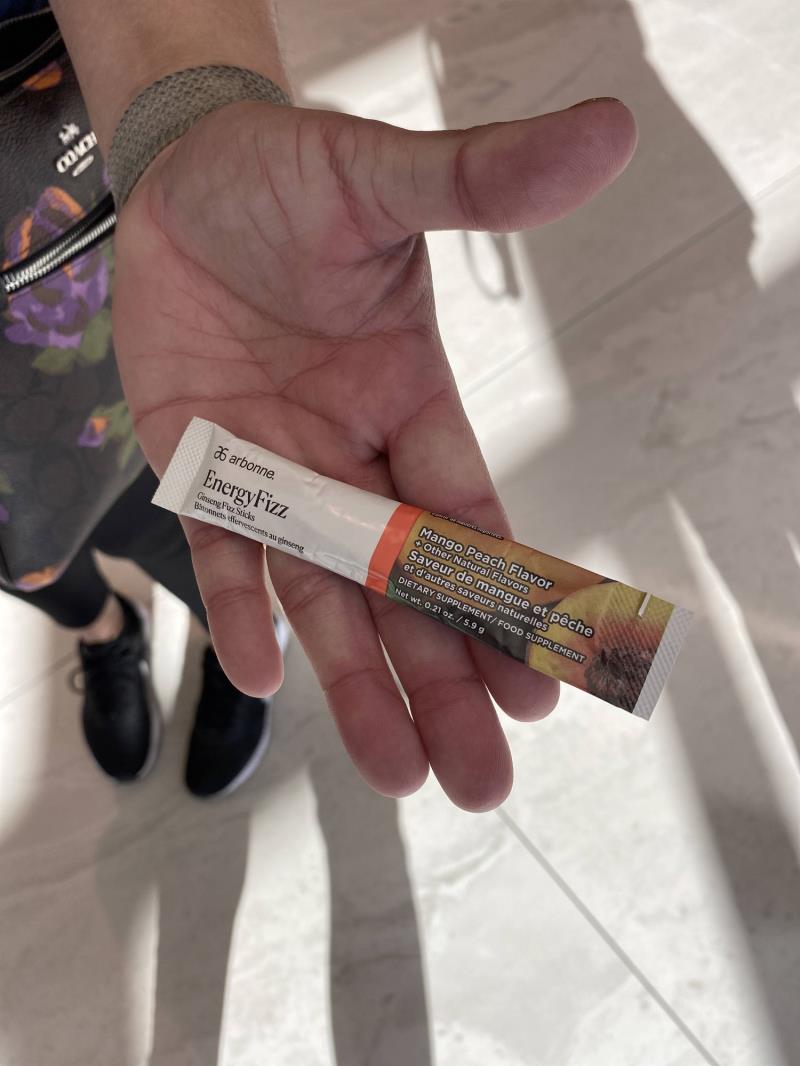 COACH
arbonne.
EnergyFizz
Ginseng Fizz Sticks
Bâtonnets effervescents au ginseng
Mango Peach Flavor
+ Other Natural Flavors
Saveur de mangue et pêche
et d'autres saveurs naturelles
DIETARY SUPPLEMENT / FOOD SUPPLEMENT
Net wt. 0.21 oz. / 5.9 g